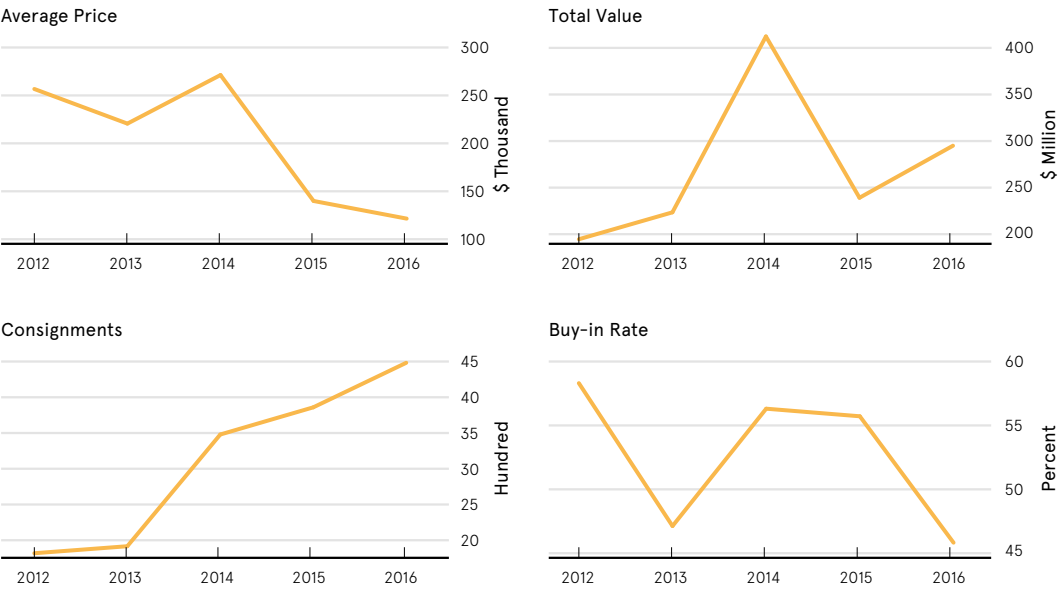 Average Price
300
250
200
150
100
$ Thousand
2012 2013 2014 2015 2016
Total Value
400
350
300
250
200
$ Million
2012 2013 2014 2015 2016
Consignments
45
40
35
30
25
20
Hundred
2012 2013 2014 2015 2016
Buy-in Rate
60
55
50
45
Percent
2012 2013 2014 2015 2016